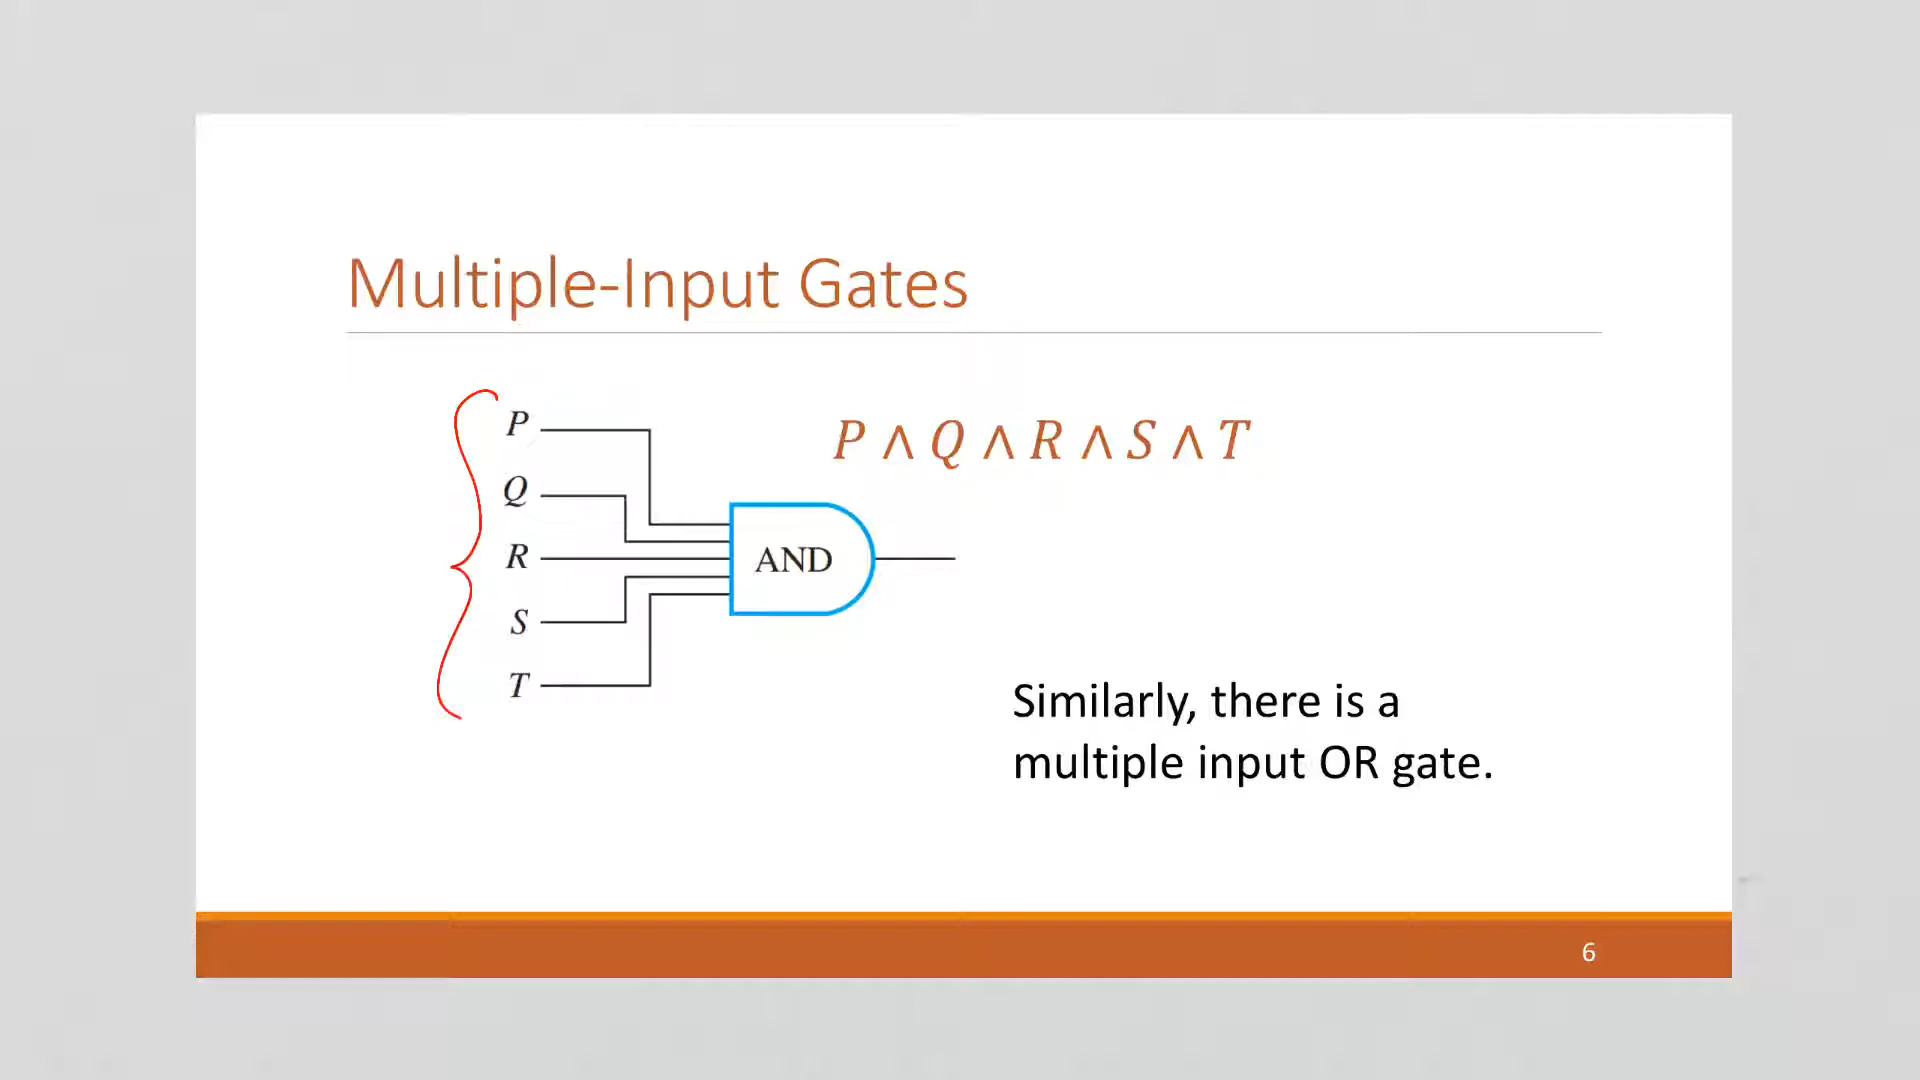 Multiple-Input Gates
P
Q
R
S
T
AND
P ∧ Q ∧ R ∧ S ∧ T
Similarly, there is a
multiple input OR gate.
6